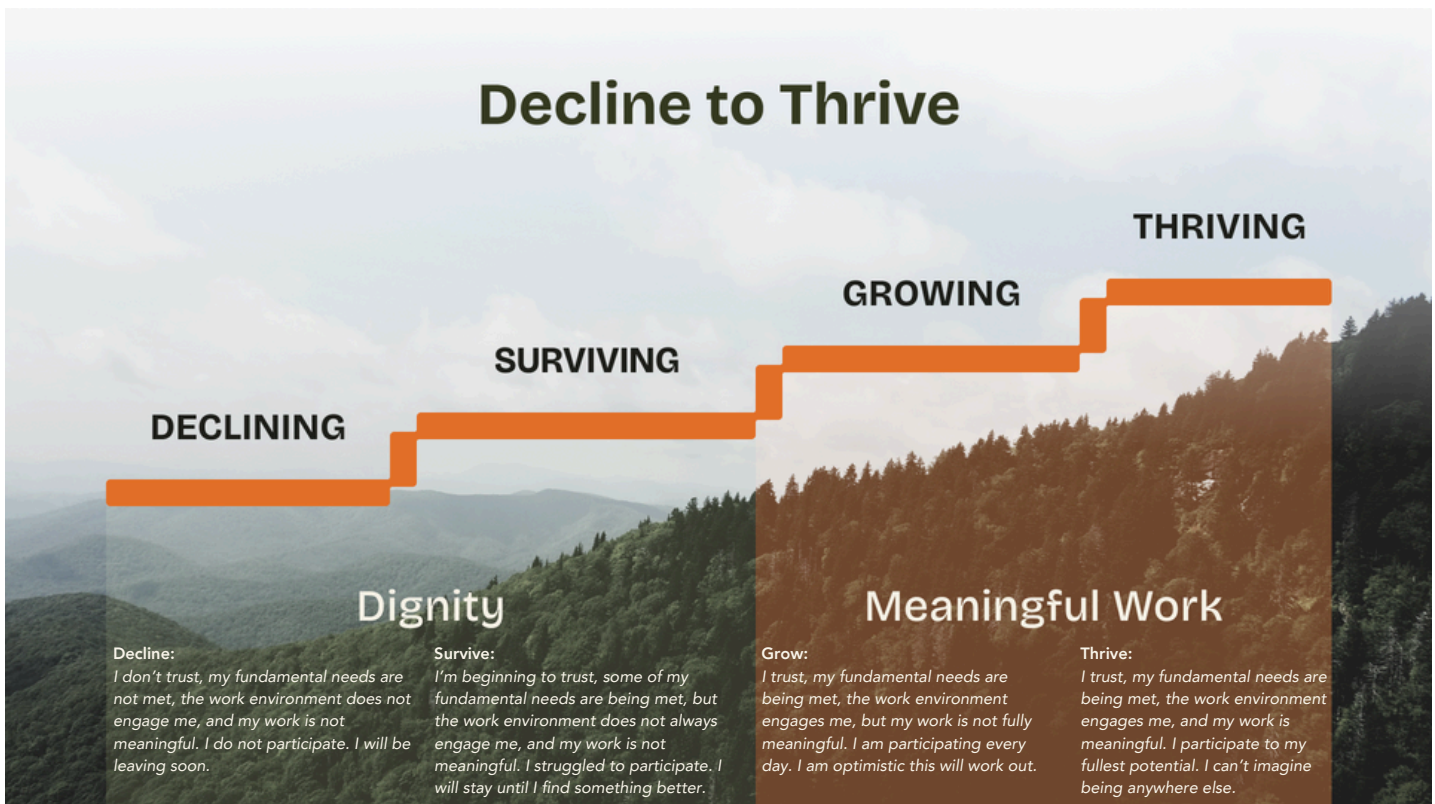 Decline to Thrive
THRIVING
GROWING
SURVIVING
DECLINING
Dignity
Meaningful Work
Decline:
I don't trust, my fundamental needs are
not met, the work environment does not
engage me, and my work is not
meaningful. I do not participate. I will be
leaving soon.
Survive:
I'm beginning to trust, some of my
fundamental needs are being met, but
the work environment does not always
engage me, and my work is not
meaningful. I struggled to participate. I
will stay until I find something better.
Grow:
I trust, my fundamental needs are
being met, the work environment
engages me, but my work is not fully
meaningful. I am participating every
day. I am optimistic this will work out.
Thrive:
I trust, my fundamental needs are
being met, the work environment
engages me, and my work is
meaningful. I participate to my
fullest potential. I can't imagine
being anywhere else.